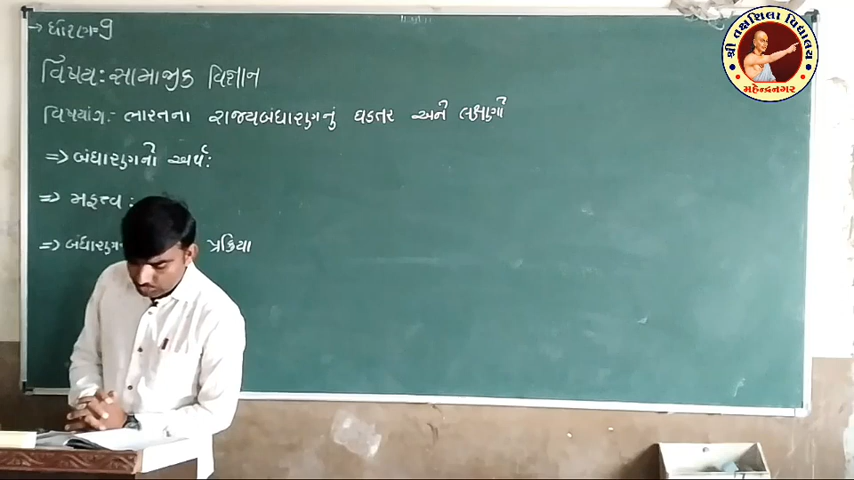 → ધોરણ=9
વિષય: સામાજીક વિજ્ઞાન
વિષયાંગ:- ભારતના રાજ્યબંધારણનું ઘડતર અને લક્ષણો
=> બંધારણનો અર્થ:
=> મહત્ત્વ:
=> બંધારણ પ્રક્રિયા
શ્રી તક્ષશિલા વિદ્યાલય
મહેન્દ્રનગર